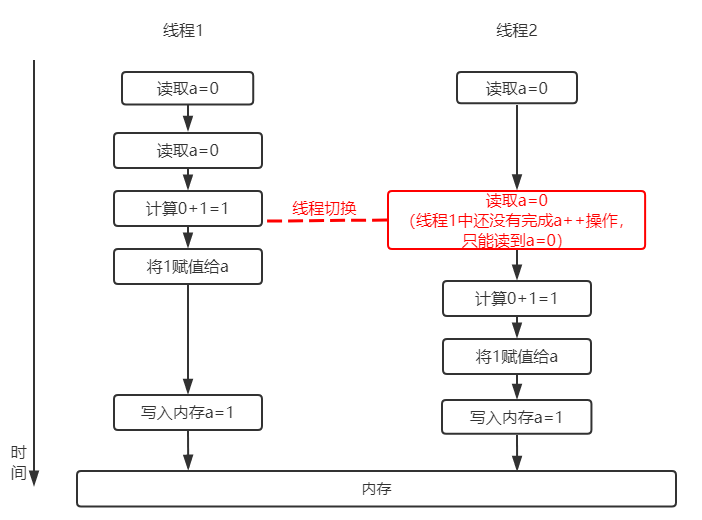 线程1
线程2
读取a=0
读取a=0
读取a=0
计算0+1=1
线程切换
读取a=0
（线程1中还没有完成a++操作，
只能读到a=0）
将1赋值给a
计算0+1=1
将1赋值给a
写入内存a=1
写入内存a=1
时
间
内存